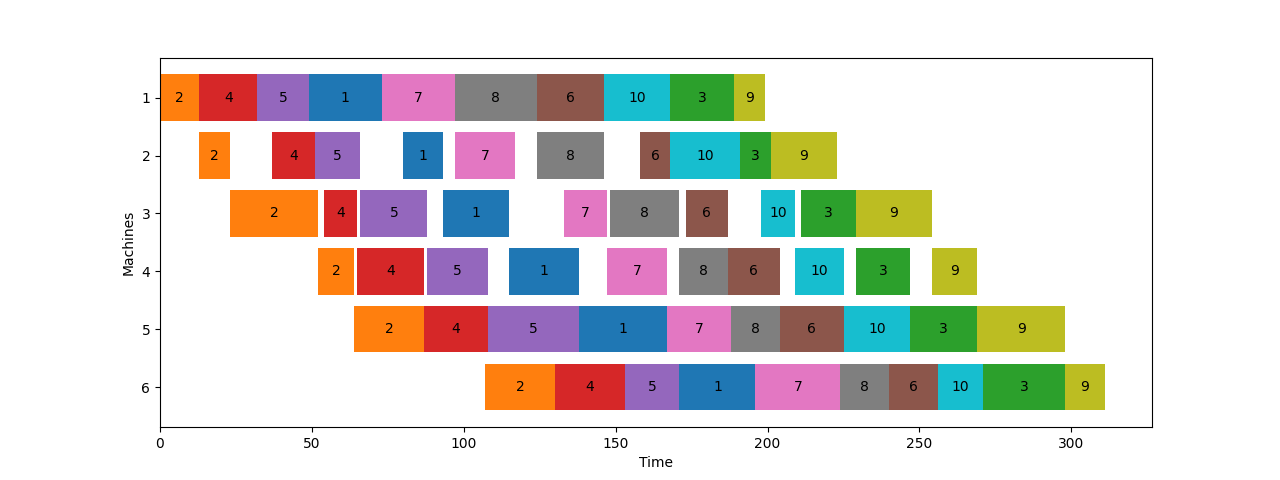 1 2 4 5 1 7 8 6 10 3 9
2 2 4 5 1 7 8 6 10 3 9
3 2 4 5 1 7 8 6 10 3 9
4 2 4 5 1 7 8 6 10 3 9
5 2 4 5 1 7 8 6 10 3 9
6 2 4 5 1 7 8 6 10 3 9
Machines
0 50 100 150 200 250 300
Time